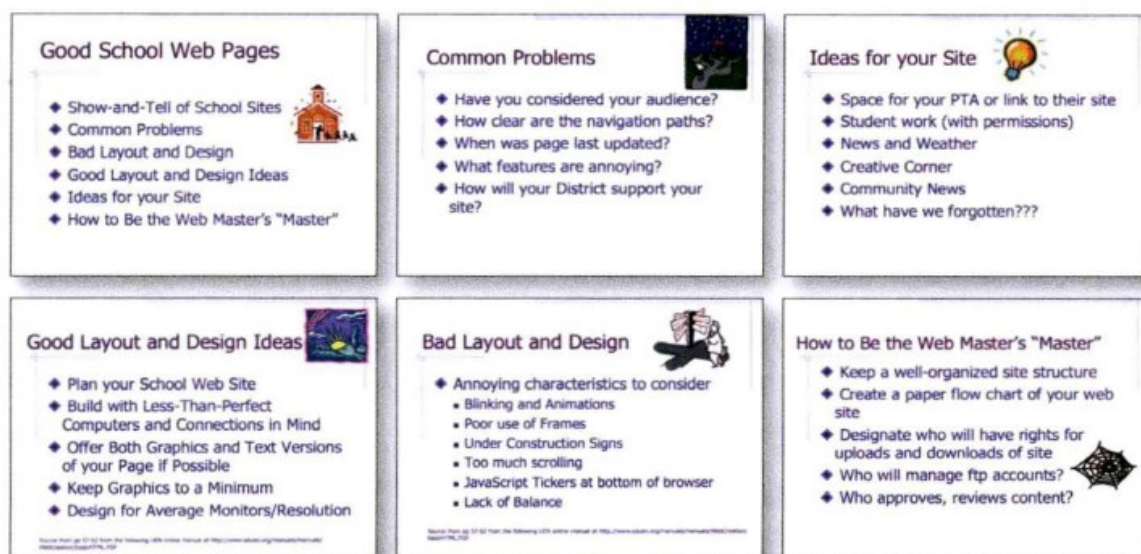 Good School Web Pages
Show-and-Tell of School Sites
Common Problems
Bad Layout and Design
Good Layout and Design Ideas
Ideas for your Site
How to Be the Web Master's "Master"
Common Problems
Have you considered your audience?
How clear are the navigation paths?
When was page last updated?
What features are annoying?
How will your District support your
site?
Ideas for your Site
Space for your PTA or link to their site
Student work (with permissions)
News and Weather
Creative Corner
Community News
What have we forgotten???
Good Layout and Design Ideas
Plan your School Web Site
Build with Less-Than-Perfect
Computers and Connections in Mind
Offer Both Graphics and Text Versions
of your Page if Possible
Keep Graphics to a Minimum
Design for Average Monitors/Resolution
Bad Layout and Design
Annoying characteristics to consider
Blinking and Animations
Poor use of Frames
Under Construction Signs
Too much scrolling
JavaScript Tickers at bottom of browser
Lack of Balance
How to Be the Web Master's "Master"
Keep a well-organized site structure
Create a paper flow chart of your web
site
Designate who will have rights for
uploads and downloads of site
Who will manage ftp accounts?
Who approves, reviews content?